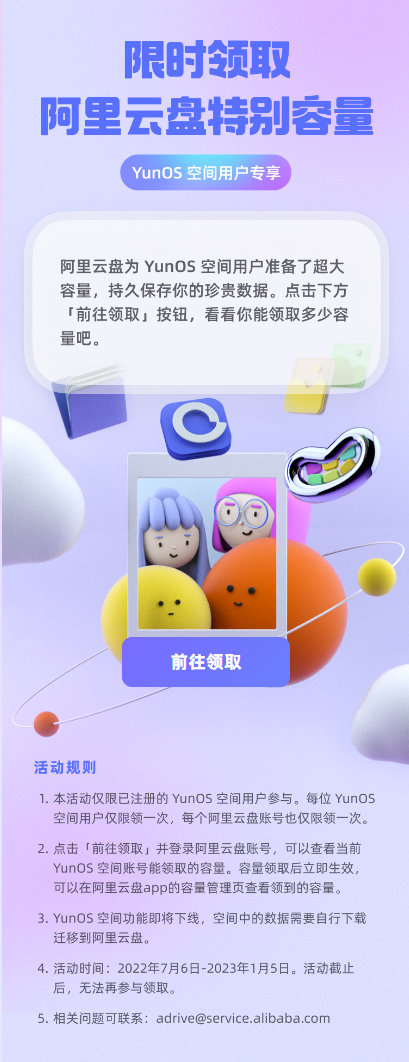 限时领取
阿里云盘特别容量
YunOS 空间用户专享
阿里云盘为 YunOS 空间用户准备了超大
容量，持久保存你的珍贵数据。点击下方
「前往领取」按钮，看看你能领取多少容
量吧。
前往领取
活动规则
1. 本活动仅限已注册的 YunOS 空间用户参与。每位 YunOS
空间用户仅限领一次，每个阿里云盘账号也仅限领一次。
2. 点击「前往领取」并登录阿里云盘账号，可以查看当前
YunOS 空间账号能领取的容量。容量领取后立即生效，
可以在阿里云盘app的容量管理页查看领到的容量。
3. YunOS 空间功能即将下线，空间中的数据需要自行下载
迁移到阿里云盘。
4. 活动时间：2022年7月6日-2023年1月5日。活动截止
后，无法再参与领取。
5. 相关问题可联系：adrive@service.alibaba.com